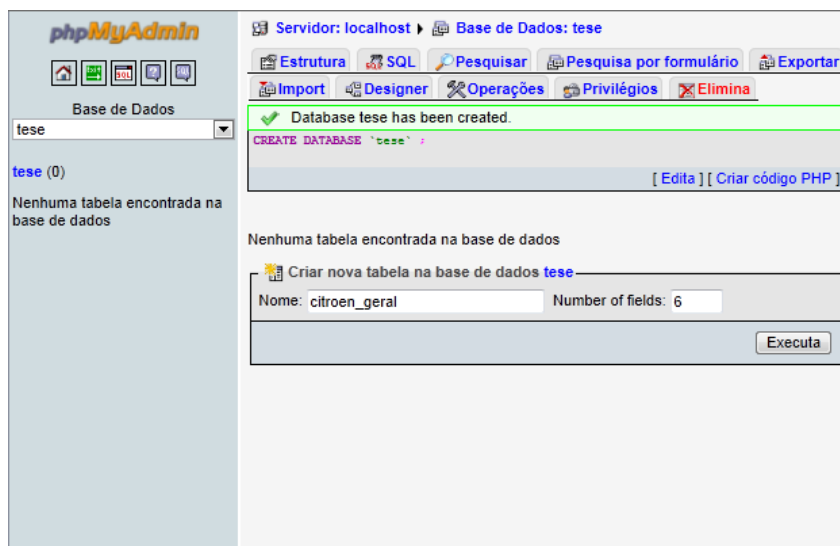 phpMyAdmin
Base de Dados
tese
tese (0)
Nenhuma tabela encontrada na
base de dados
Servidor: localhost Base de Dados: tese
Estrutura SQL Pesquisar Pesquisa por formulário Exportar
Import Designer Operações Privilégios Elimina
Database tese has been created.
CREATE DATABASE `tese` ;
[ Edita ] [ Criar código PHP ]
Nenhuma tabela encontrada na base de dados
Criar nova tabela na base de dados tese
Nome: citroen_geral Number of fields: 6
Executa